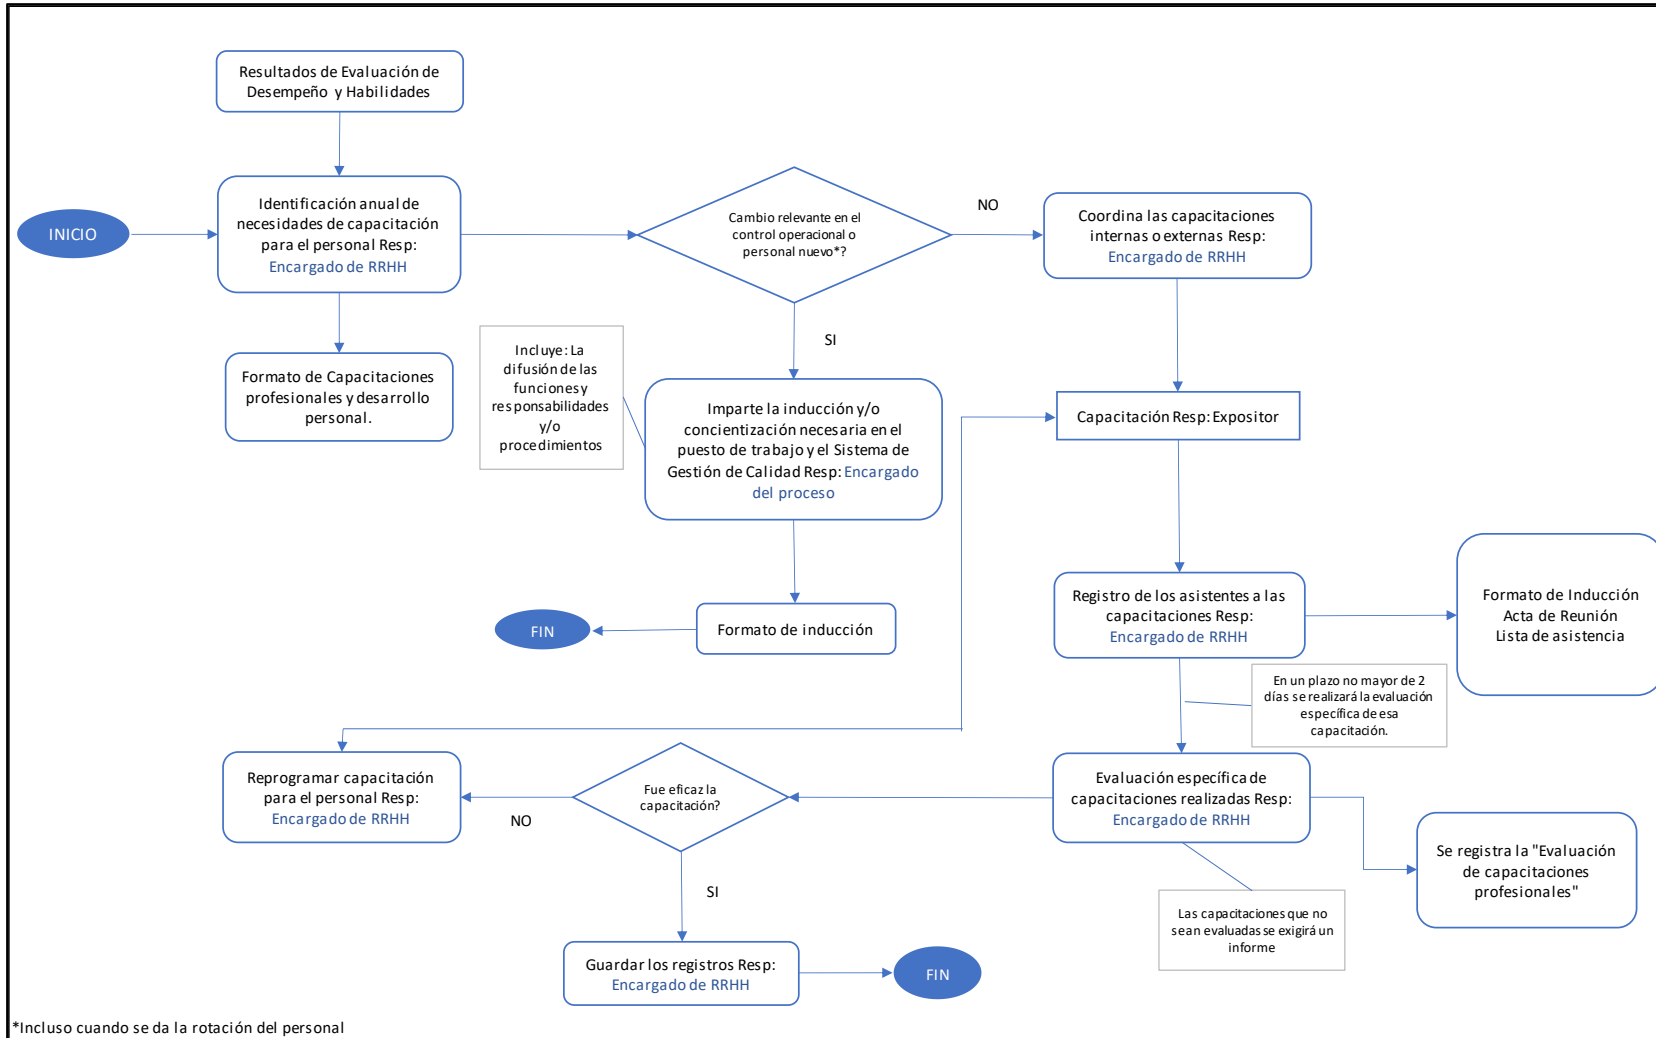 Resultados de Evaluación de
Desempeño y Habilidades
INICIO
Identificación anual de
necesidades de capacitación
para el personal Resp:
Encargado de RRHH
Cambio relevante en el
control operacional o
personal nuevo*?
NO
Coordina las capacitaciones
internas o externas Resp:
Encargado de RRHH
SI
Formato de Capacitaciones
profesionales y desarrollo
personal.
Incluye: La
difusión de las
funciones y
responsabilidades
y/o
procedimientos
Imparte la inducción y/o
concientización necesaria en el
puesto de trabajo y el Sistema de
Gestión de Calidad Resp: Encargado
del proceso
Capacitación Resp: Expositor
FIN
Formato de inducción
Registro de los asistentes a las
capacitaciones Resp:
Encargado de RRHH
Formato de Inducción
Acta de Reunión
Lista de asistencia
En un plazo no mayor de 2
días se realizará la evaluación
específica de esa
capacitación.
Reprogramar capacitación
para el personal Resp:
Encargado de RRHH
NO
Fue eficaz la
capacitación?
Evaluación específica de
capacitaciones realizadas Resp:
Encargado de RRHH
Se registra la "Evaluación
de capacitaciones
profesionales"
SI
Las capacitaciones que no
sean evaluadas se exigirá un
informe
Guardar los registros Resp:
Encargado de RRHH
FIN
*Incluso cuando se da la rotación del personal